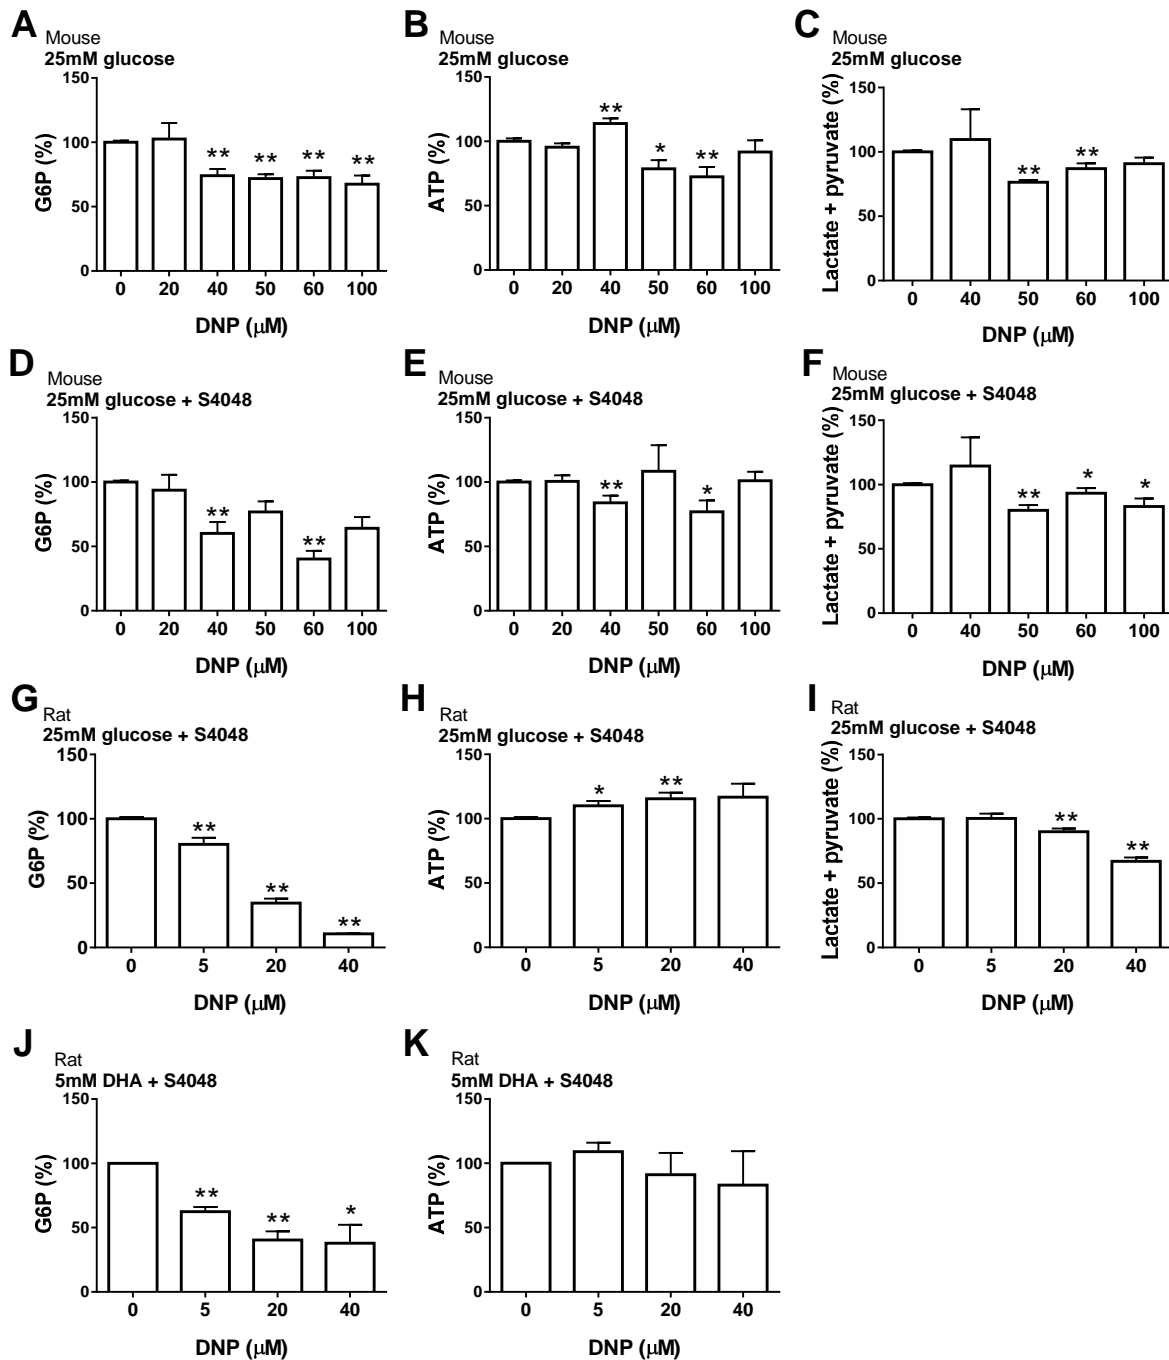 A
Mouse
25mM glucose
G6P (%)
150
100
50
0
** ** ** **
0 20 40 50 60 100
DNP (μM)
B
Mouse
25mM glucose
ATP (%)
150
100
50
0
** * **
0 20 40 50 60 100
DNP (μM)
C
Mouse
25mM glucose
Lactate + pyruvate (%)
150
100
50
0
** **
0 40 50 60 100
DNP (μM)
D
Mouse
25mM glucose + S4048
G6P (%)
150
100
50
0
** **
0 20 40 50 60 100
DNP (μM)
E
Mouse
25mM glucose + S4048
ATP (%)
150
100
50
0
** *
0 20 40 50 60 100
DNP (μM)
F
Mouse
25mM glucose + S4048
Lactate + pyruvate (%)
150
100
50
0
** * *
0 40 50 60 100
DNP (μM)
G
Rat
25mM glucose + S4048
G6P (%)
150
100
50
0
** ** **
0 5 20 40
DNP (μM)
H
Rat
25mM glucose + S4048
ATP (%)
150
100
50
0
* **
0 5 20 40
DNP (μM)
I
Rat
25mM glucose + S4048
Lactate + pyruvate (%)
150
100
50
0
** **
0 5 20 40
DNP (μM)
J
Rat
5mM DHA + S4048
G6P (%)
150
100
50
0
** ** *
0 5 20 40
DNP (μM)
K
Rat
5mM DHA + S4048
ATP (%)
150
100
50
0
0 5 20 40
DNP (μM)